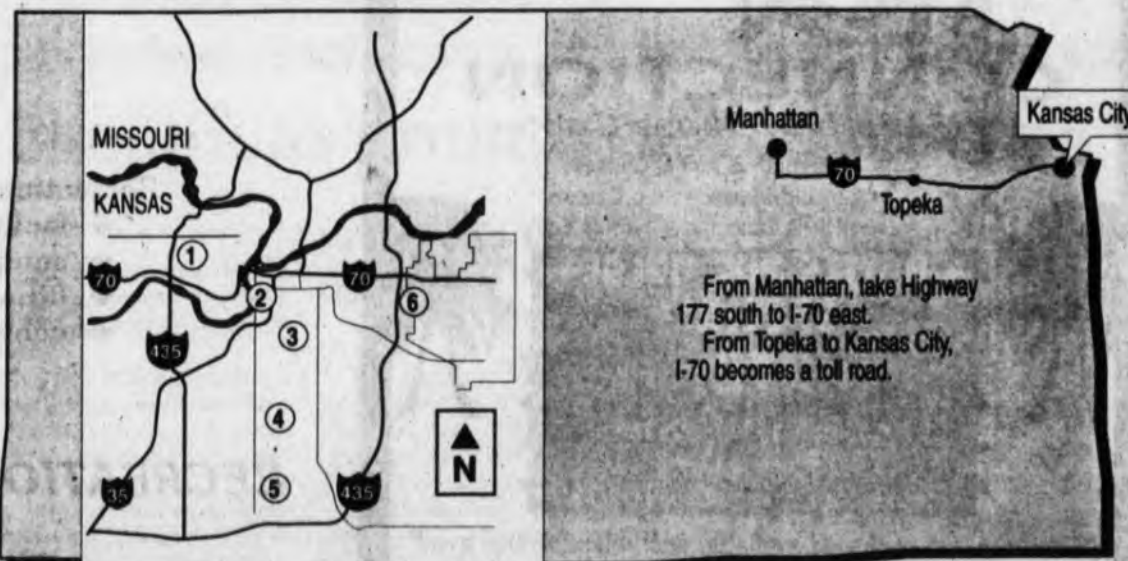 MISSOURI
KANSAS
1
70
2
70
6
3
435
4
N
35
5
435
Manhattan
Kansas City
70
Topeka
From Manhattan, take Highway
177 south to I-70 east.
From Topeka to Kansas City,
I-70 becomes a toll road.